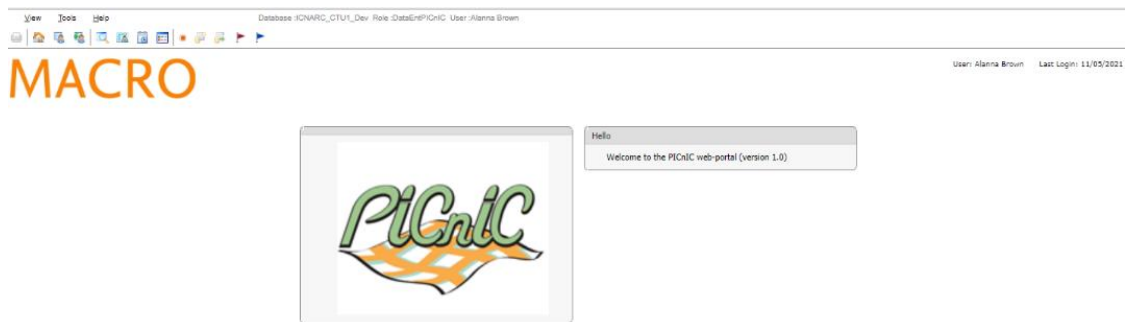 View Tools Help Database :ICNARC_CTU1_Dev Role :DataEntPICnIC User :Alanna Brown
MACRO
User: Alanna Brown Last Login: 11/05/2021
Hello
Welcome to the PICnIC web-portal (version 1.0)
PICnIC